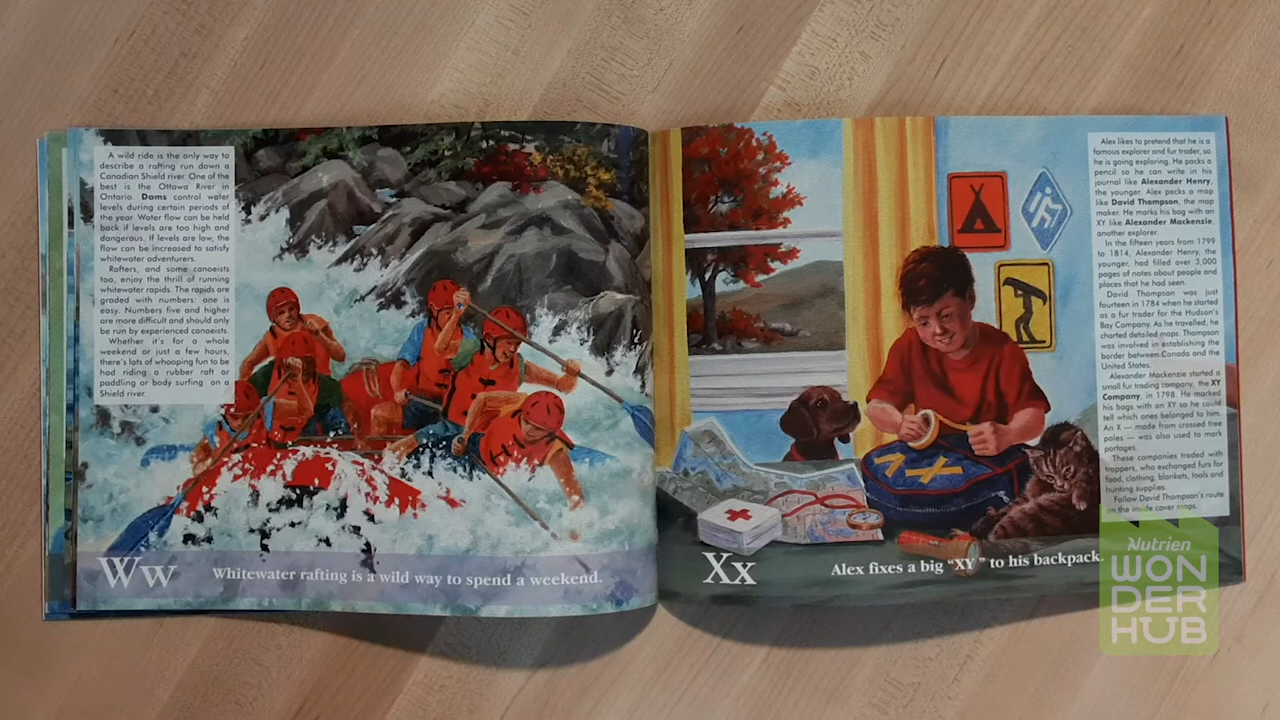 A wild ride is the only way to
describe a rafting run down a
Canadian Shield river. One of the
best is the Ottawa River in
Ontario. Dams control water
levels during certain periods of
the year. Water flow can be held
back if levels are too high and
dangerous. If levels are low, the
flow can be increased to satisfy
whitewater adventurers.
Rafters, and some canoeists
too, enjoy the thrill of running
whitewater rapids. The rapids are
graded with numbers: one is
easy. Numbers five and higher
are more difficult and should only
be run by experienced canoeists.
Whether it's for a whole
weekend or just a few hours,
there's lots of whooping fun to be
had riding a rubber raft or
paddling or body surfing on a
Shield river.
Ww
Whitewater rafting is a wild way to spend a weekend.
Alex likes to pretend that he is a
famous explorer and fur trader, so
he is going exploring. He packs a
pencil so he can write in his
journal like Alexander Henry,
the younger. Alex packs a map
like David Thompson, the map
maker. He marks his bag with an
XY like Alexander Mackenzie,
another explorer.
In the fifteen years from 1799
to 1814, Alexander Henry, the
younger, had filled over 3,000
pages of notes about people and
places that he had seen.
David Thompson was just
fourteen in 1784 when he started
as a fur trader for the Hudson's
Bay Company. As he travelled, he
charted detailed maps. Thompson
was involved in establishing the
border between Canada and the
United States.
Alexander Mackenzie started a
small fur trading company, the XY
Company, in 1798. He marked
his bags with an XY so he could
tell which ones belonged to him.
An X — made from crossed tree
poles — was also used to mark
portages.
These companies traded with
trappers, who exchanged furs for
food, clothing, blankets, tools and
hunting supplies.
Follow David Thompson's route
on the inside cover maps.
Xx
Alex fixes a big "XY" to his backpack.
Nutrien
WON
DER
HUB